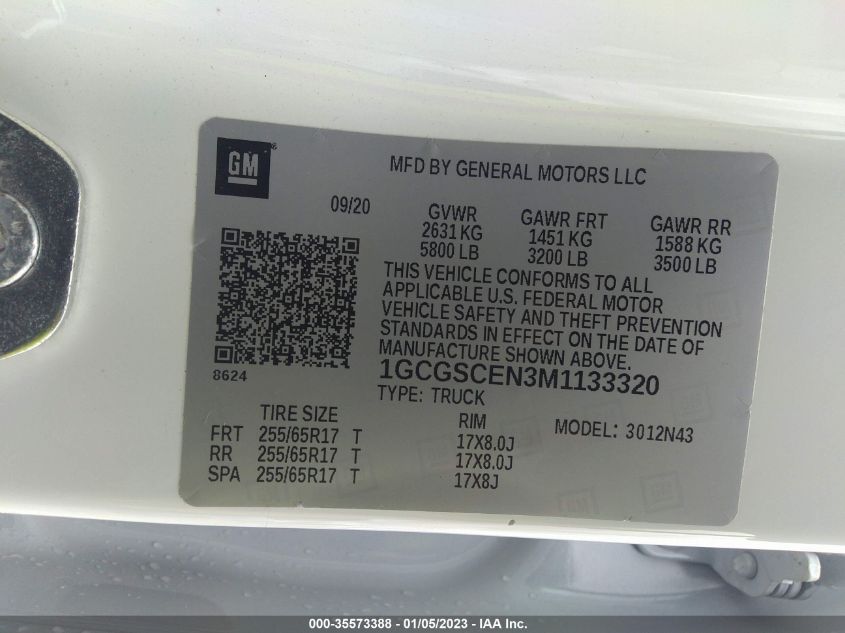 GM
MFD BY GENERAL MOTORS LLC
09/20
GVWR GAWR FRT GAWR RR
2631 KG 1451 KG 1588 KG
5800 LB 3200 LB 3500 LB
THIS VEHICLE CONFORMS TO ALL
APPLICABLE U.S. FEDERAL MOTOR
VEHICLE SAFETY AND THEFT PREVENTION
STANDARDS IN EFFECT ON THE DATE OF
MANUFACTURE SHOWN ABOVE.
8624
1GCGSCEN3M1133320
TYPE: TRUCK
TIRE SIZE RIM MODEL: 3012N43
FRT 255/65R17 T 17X8.0J
RR 255/65R17 T 17X8.0J
SPA 255/65R17 T 17X8J
000-35573388 — 01/05/2023 — © IAA Inc.